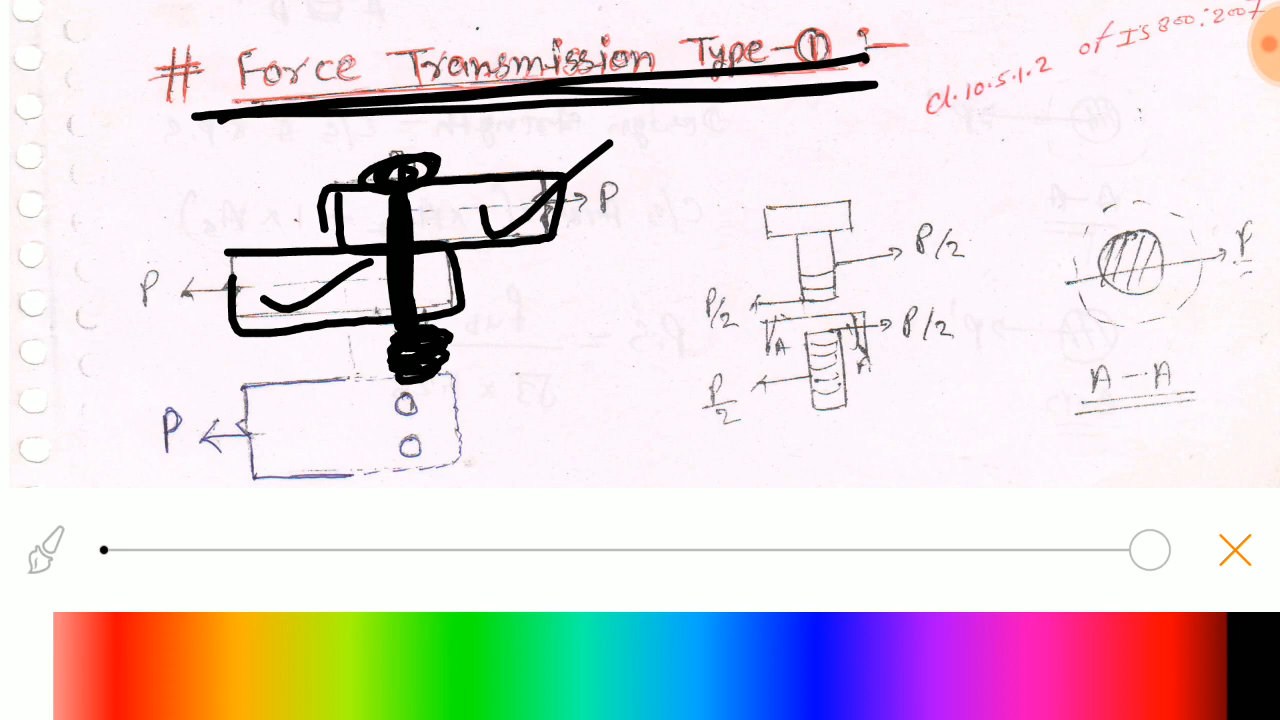 # Force Transmission Type-① :-
cl.10.5.1.2 of IS 800:2007
P
P
P
P/2
P/2
P/2
P/2
A
A
P
A-A